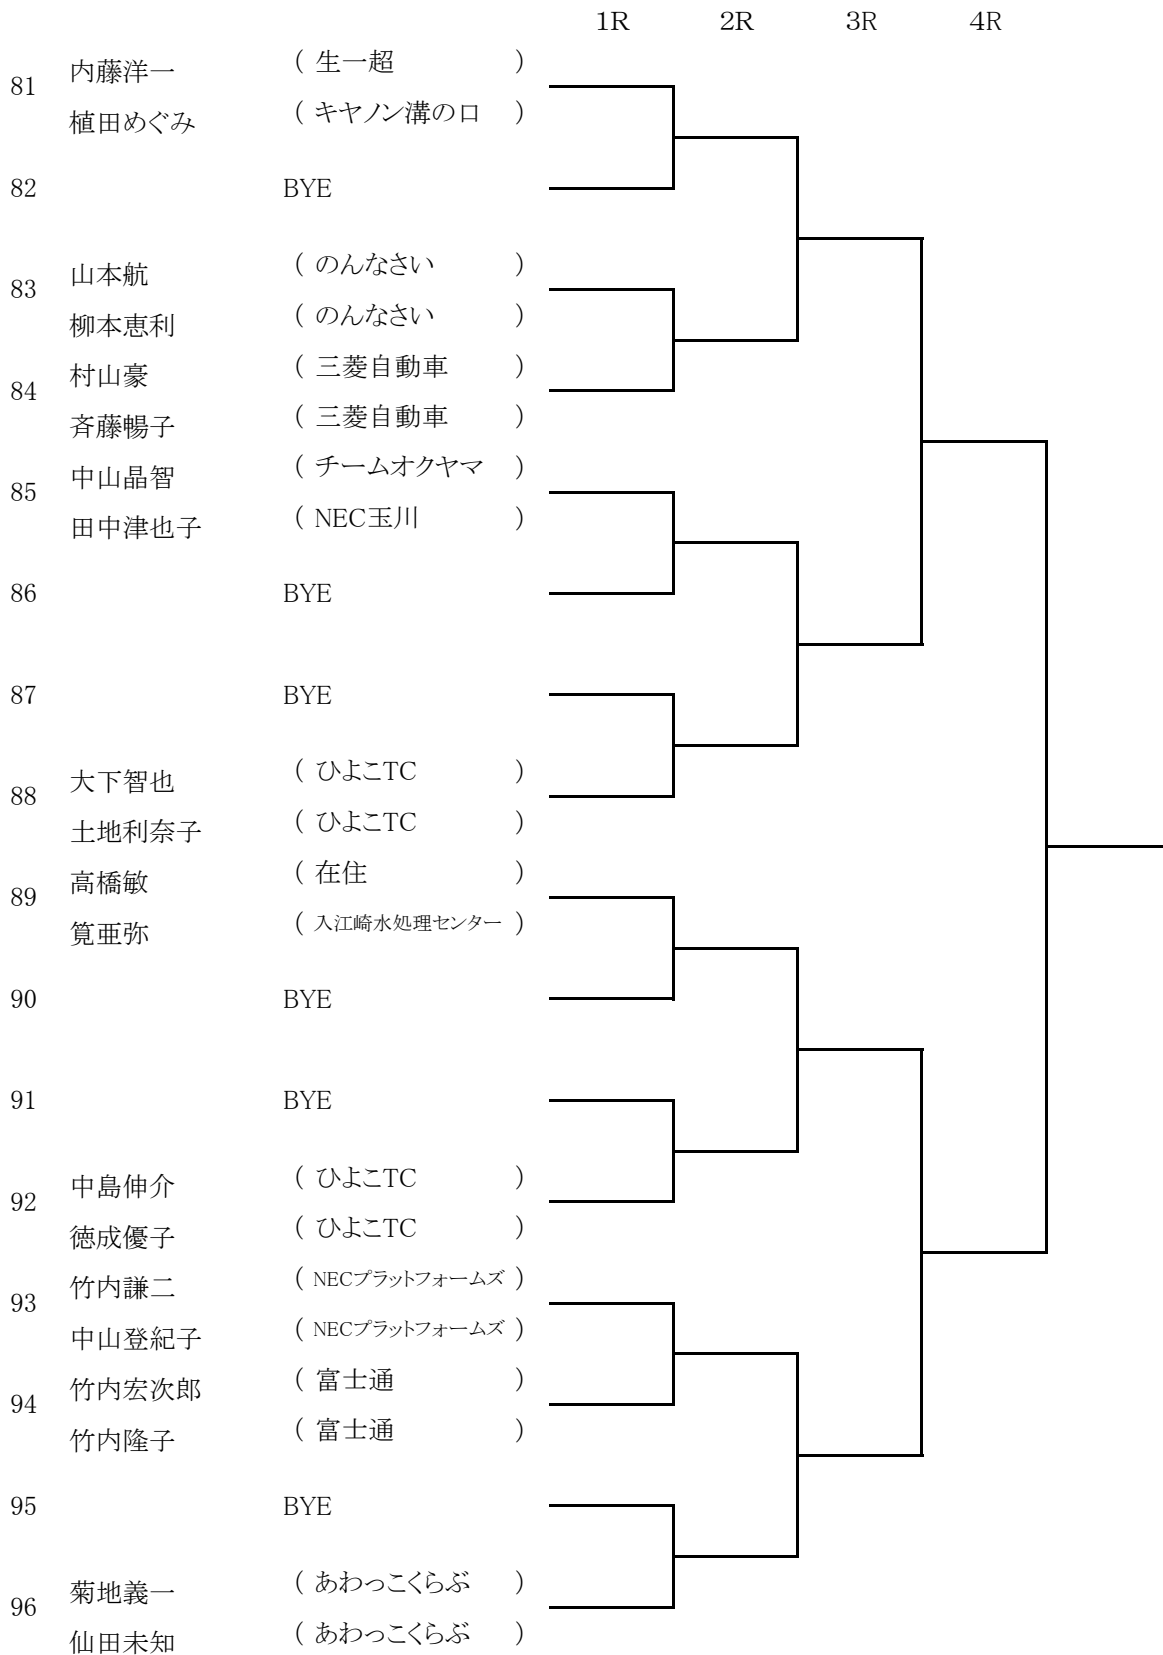 1R 2R 3R 4R
内藤洋一 ( 生一超 )
81
植田めぐみ ( キヤノン溝の口 )
82 BYE
山本航 ( のんなさい )
83
柳本恵利 ( のんなさい )
村山豪 ( 三菱自動車 )
84
斉藤暢子 ( 三菱自動車 )
中山晶智 ( チームオクヤマ )
85
田中津也子 ( NEC玉川 )
86 BYE
87 BYE
大下智也 ( ひよこTC )
88
土地利奈子 ( ひよこTC )
高橋敏 ( 在住 )
89
筧亜弥 ( 入江崎水処理センター )
90 BYE
91 BYE
中島伸介 ( ひよこTC )
92
徳成優子 ( ひよこTC )
竹内謙二 ( NECプラットフォームズ )
93
中山登紀子 ( NECプラットフォームズ )
竹内宏次郎 ( 富士通 )
94
竹内隆子 ( 富士通 )
95 BYE
菊地義一 ( あわっこくらぶ )
96
仙田未知 ( あわっこくらぶ )